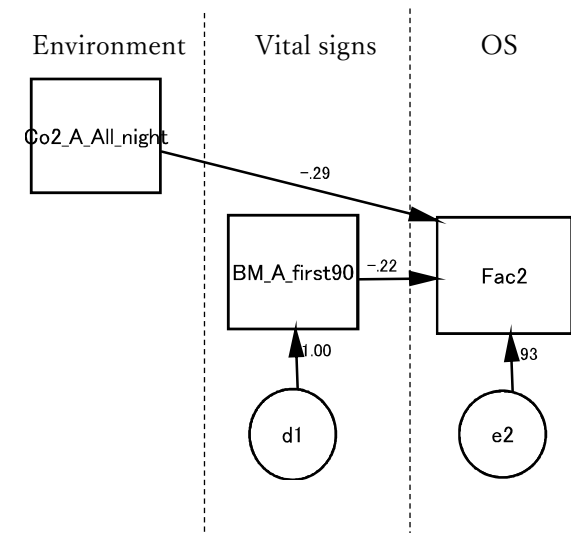 Environment
Vital signs
OS
Co2_A_All_night
-.29
BM_A_first90
-.22
Fac2
1.00
.93
d1
e2